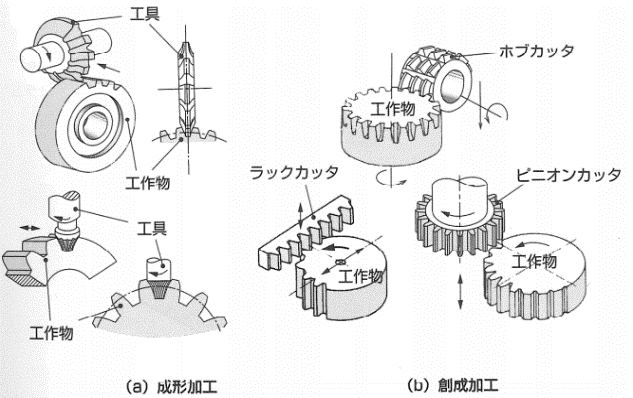 工具
工作物
工具
工作物
(a) 成形加工
ホブカッタ
工作物
ラックカッタ
ピニオンカッタ
工作物
工作物
(b) 創成加工